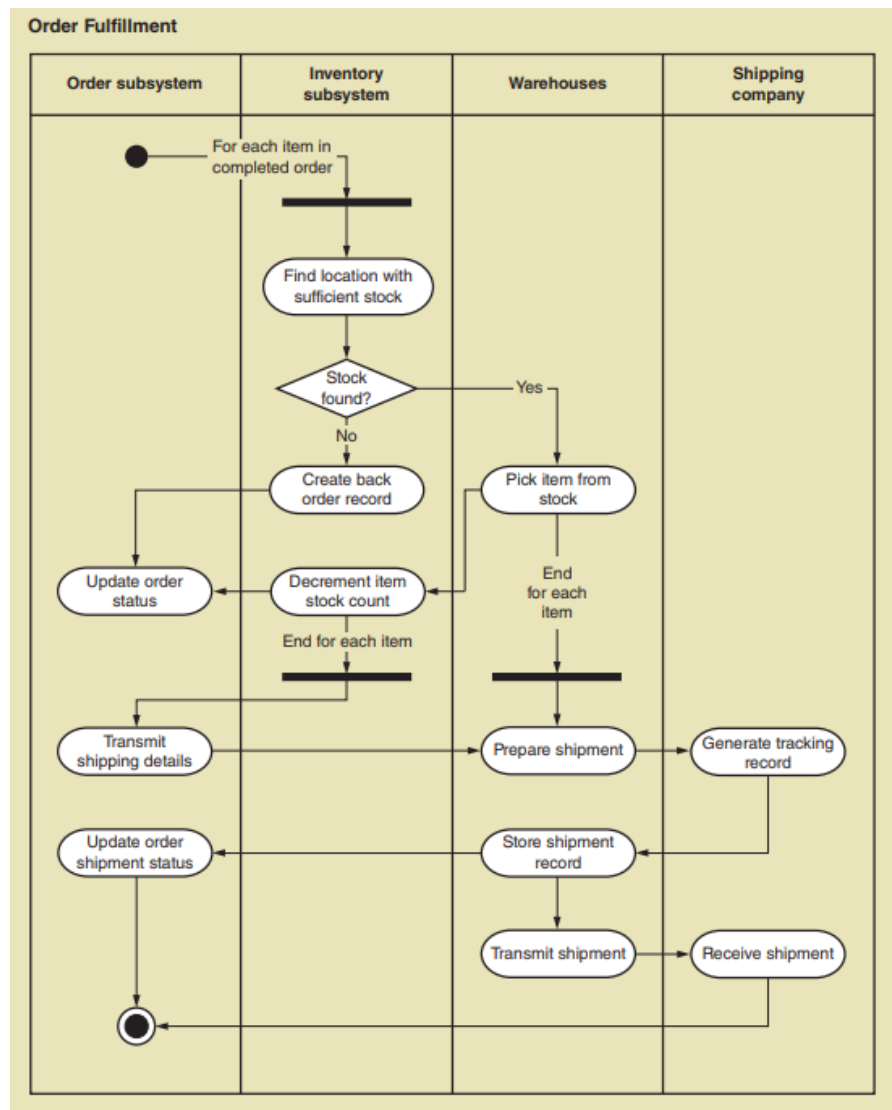 Order Fulfillment
Order subsystem
Inventory
subsystem
Warehouses
Shipping
company
For each item in
completed order
Find location with
sufficient stock
Stock
found?
Yes
No
Create back
order record
Pick item from
stock
Update order
status
Decrement item
stock count
End
for each
item
End for each item
Transmit
shipping details
Prepare shipment
Generate tracking
record
Update order
shipment status
Store shipment
record
Transmit shipment
Receive shipment